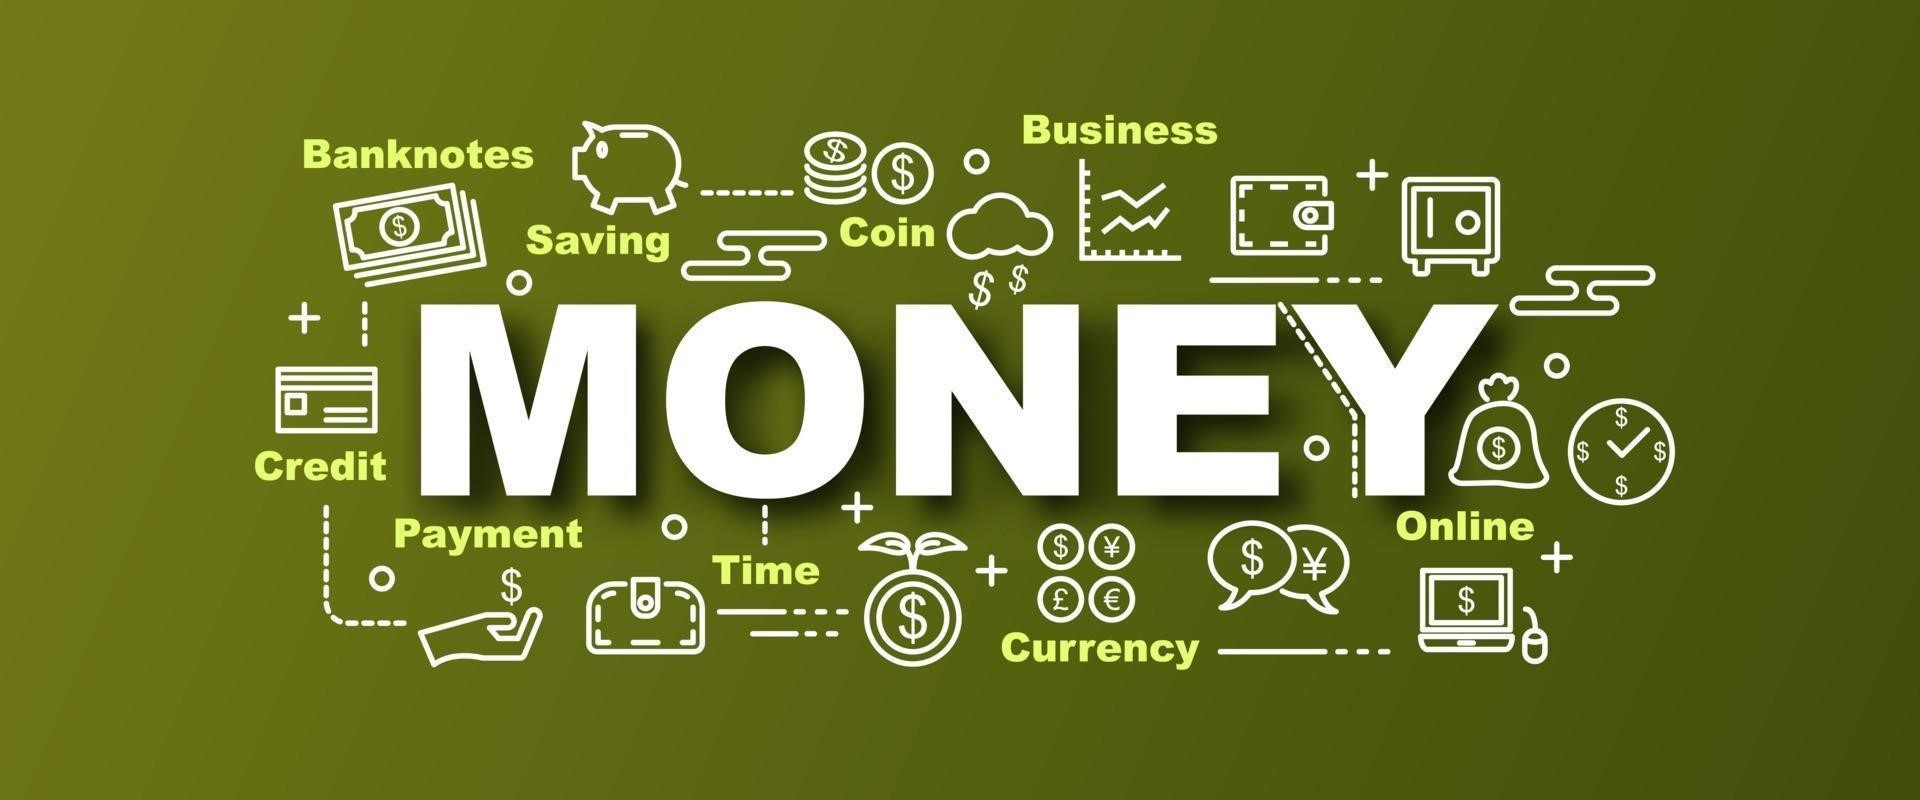 Business
Banknotes
Saving
Coin
MONEY
Credit
Payment
Online
Time
Currency